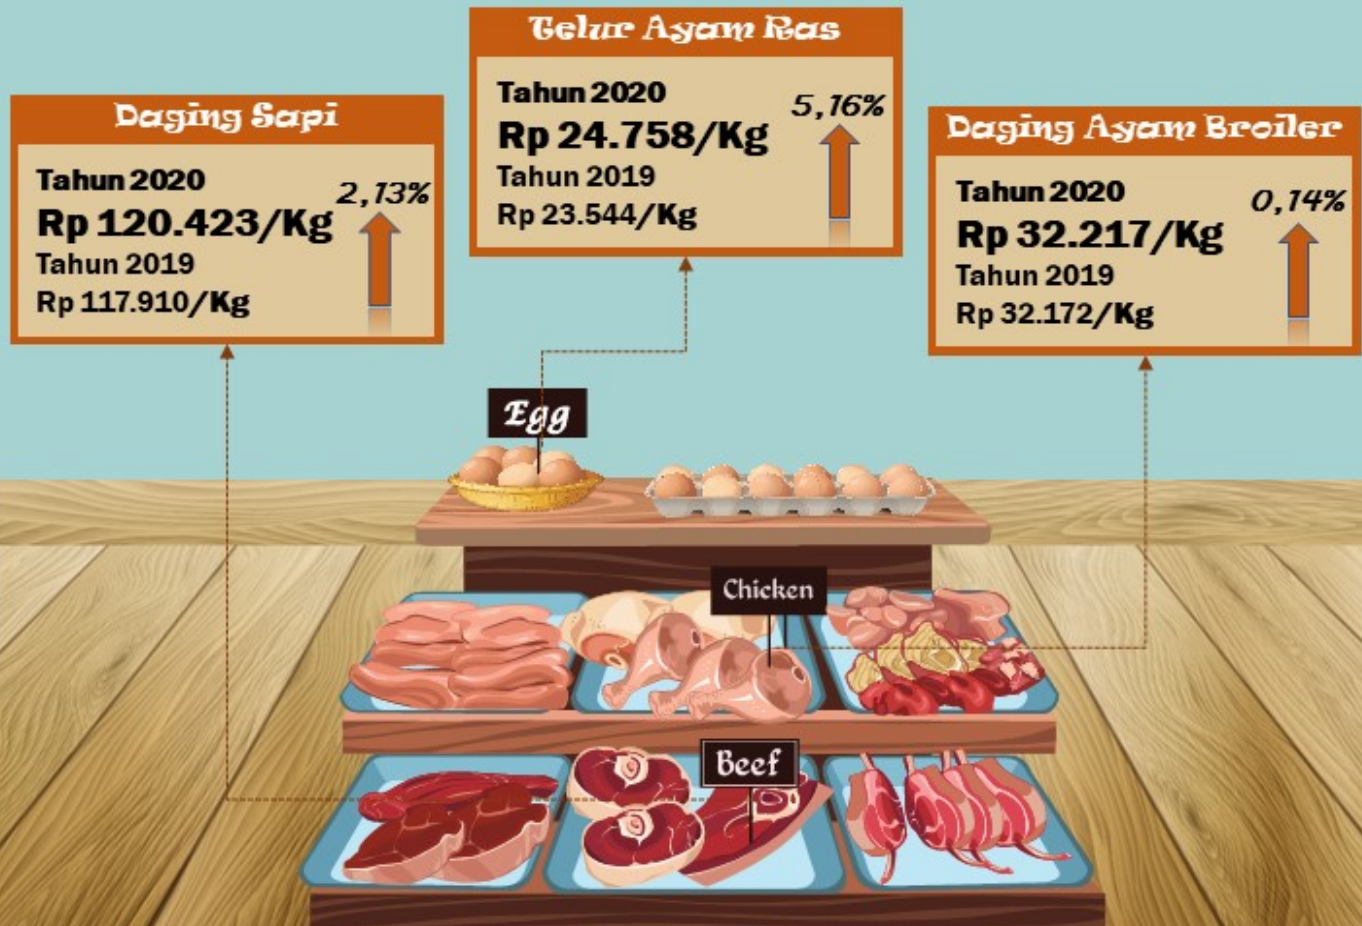 Telur Ayam Ras
Tahun 2020
5,16%
Rp 24.758/Kg
Tahun 2019
Rp 23.544/Kg
Daging Sapi
Tahun 2020
2,13%
Rp 120.423/Kg
Tahun 2019
Rp 117.910/Kg
Daging Ayam Broiler
Tahun 2020
0,14%
Rp 32.217/Kg
Tahun 2019
Rp 32.172/Kg
Egg
Chicken
Beef